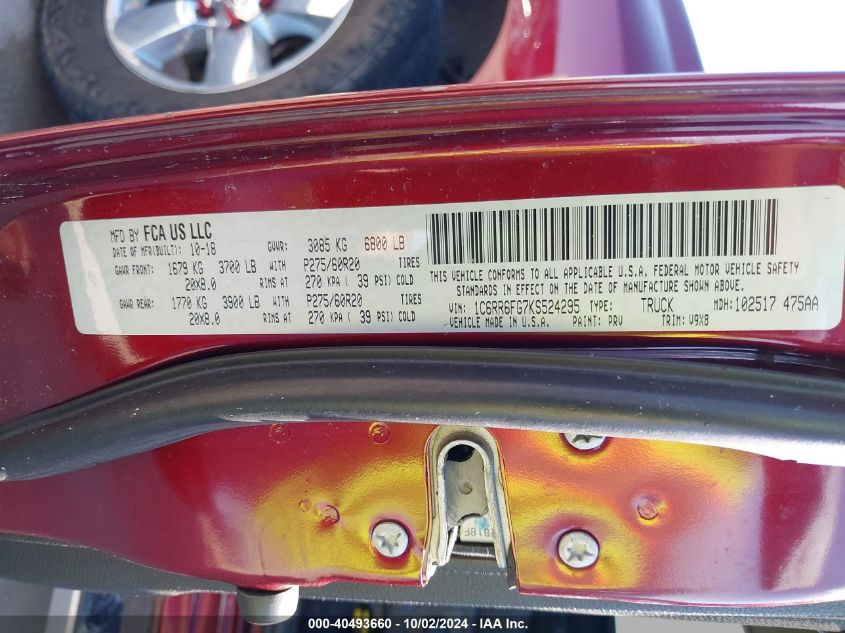 MFD BY FCA US LLC
DATE OF MFR(BUILT): 10-18 GVWR: 3085 KG 6800 LB
GAWR FRONT: 1679 KG 3700 LB WITH P275/60R20 TIRES
20X8.0 RIMS AT 270 KPA ( 39 PSI) COLD
GAWR REAR: 1770 KG 3900 LB WITH P275/60R20 TIRES
20X8.0 RIMS AT 270 KPA ( 39 PSI) COLD
THIS VEHICLE CONFORMS TO ALL APPLICABLE U.S.A. FEDERAL MOTOR VEHICLE SAFETY
STANDARDS IN EFFECT ON THE DATE OF MANUFACTURE SHOWN ABOVE.
VIN: 1C6RR6FG7KS524295 TYPE: TRUCK MDH: 102517 475AA
VEHICLE MADE IN U.S.A. PAINT: PRV TRIM: V9X8
000-40493660 - 10/02/2024 - IAA Inc.